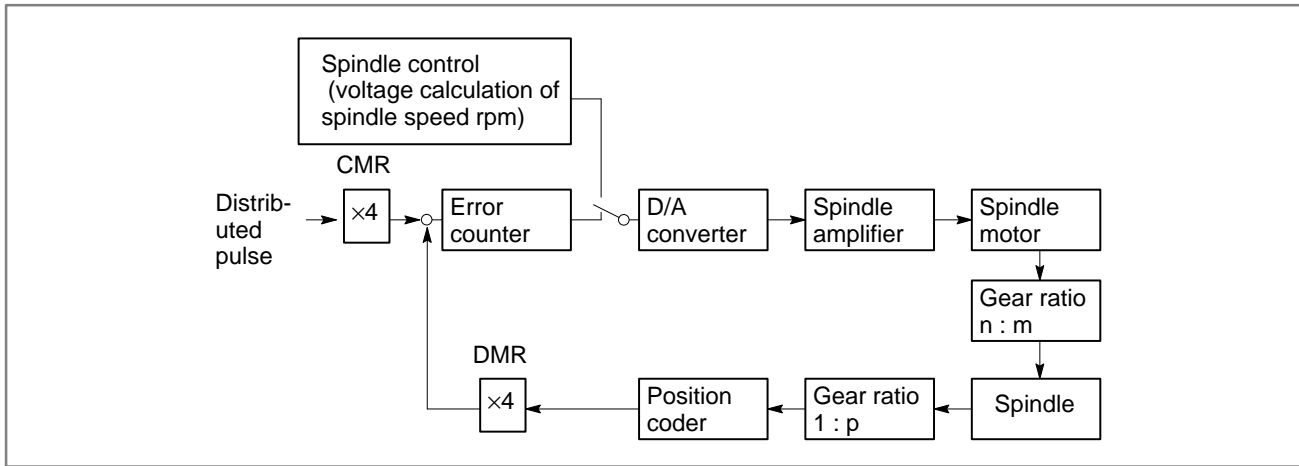 Spindle control
(voltage calculation of
spindle speed rpm)
CMR
Distrib-
uted
pulse
×4
Error
counter
D/A
converter
Spindle
amplifier
Spindle
motor
Gear ratio
n : m
DMR
×4
Position
coder
Gear ratio
1 : p
Spindle